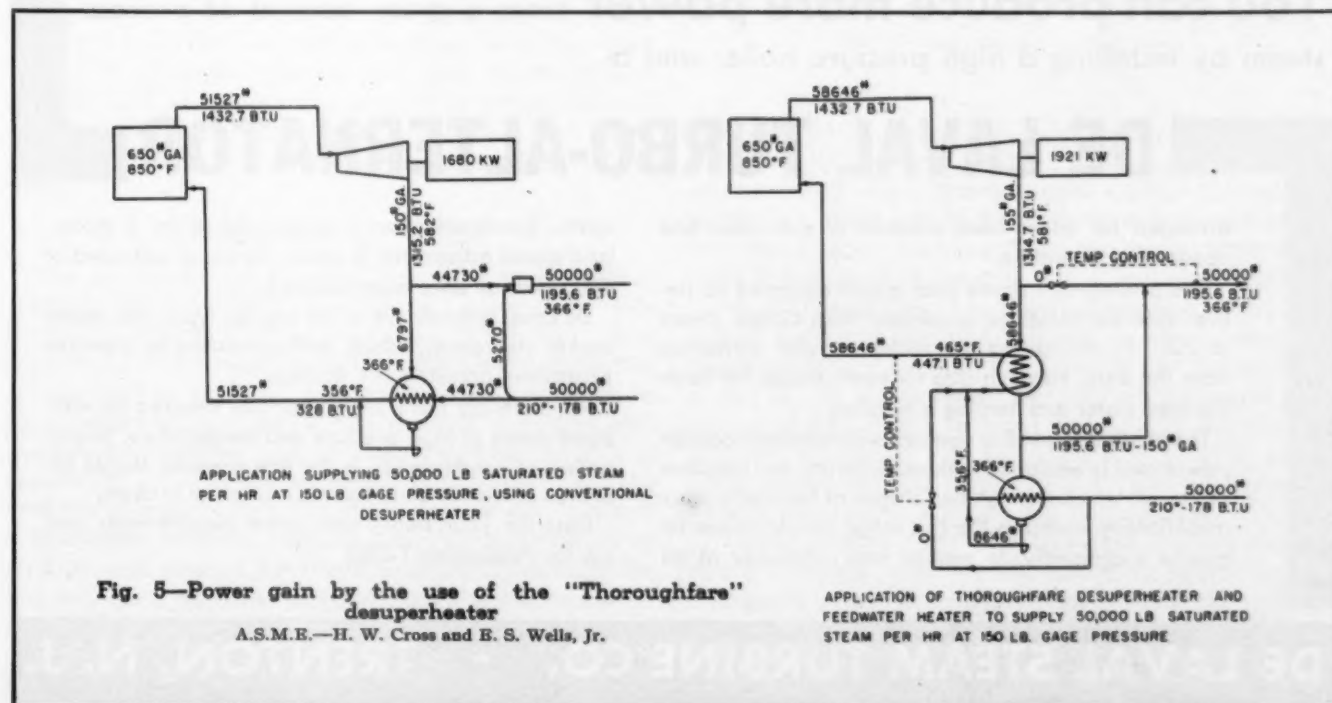 51527#
1432.7 B.T.U
650# GA
850°F
1680 KW
150# GA
1315.2 BTU
582°F
44730#
50000#
1195.6 B.T.U
366°F.
6797#
5270#
366°F.
51527#
356°F.
328 B.T.U
44730#
50000#
210°-178 B.T.U
APPLICATION SUPPLYING 50,000 LB SATURATED STEAM
PER HR AT 150 LB. GAGE PRESSURE, USING CONVENTIONAL
DESUPERHEATER
58646#
1432.7 B.T.U
650# GA
850°F
1921 KW
155# GA
1314.7 B.T.U
581°F
0#
TEMP CONTROL
50000#
1195.6 B.T.U
366°F.
58646#
58646#
465°F.
447.1 B.T.U
TEMP CONTROL
50000#
1195.6 B.T.U-150# GA
356°F.
366°F.
50000#
210°-178 B.T.U
0#
8646#
APPLICATION OF THOROUGHFARE DESUPERHEATER AND
FEEDWATER HEATER TO SUPPLY 50,000 LB SATURATED
STEAM PER HR AT 150 LB. GAGE PRESSURE
Fig. 5—Power gain by the use of the "Thoroughfare"
desuperheater
A.S.M.E.—H. W. Cross and E. S. Wells, Jr.